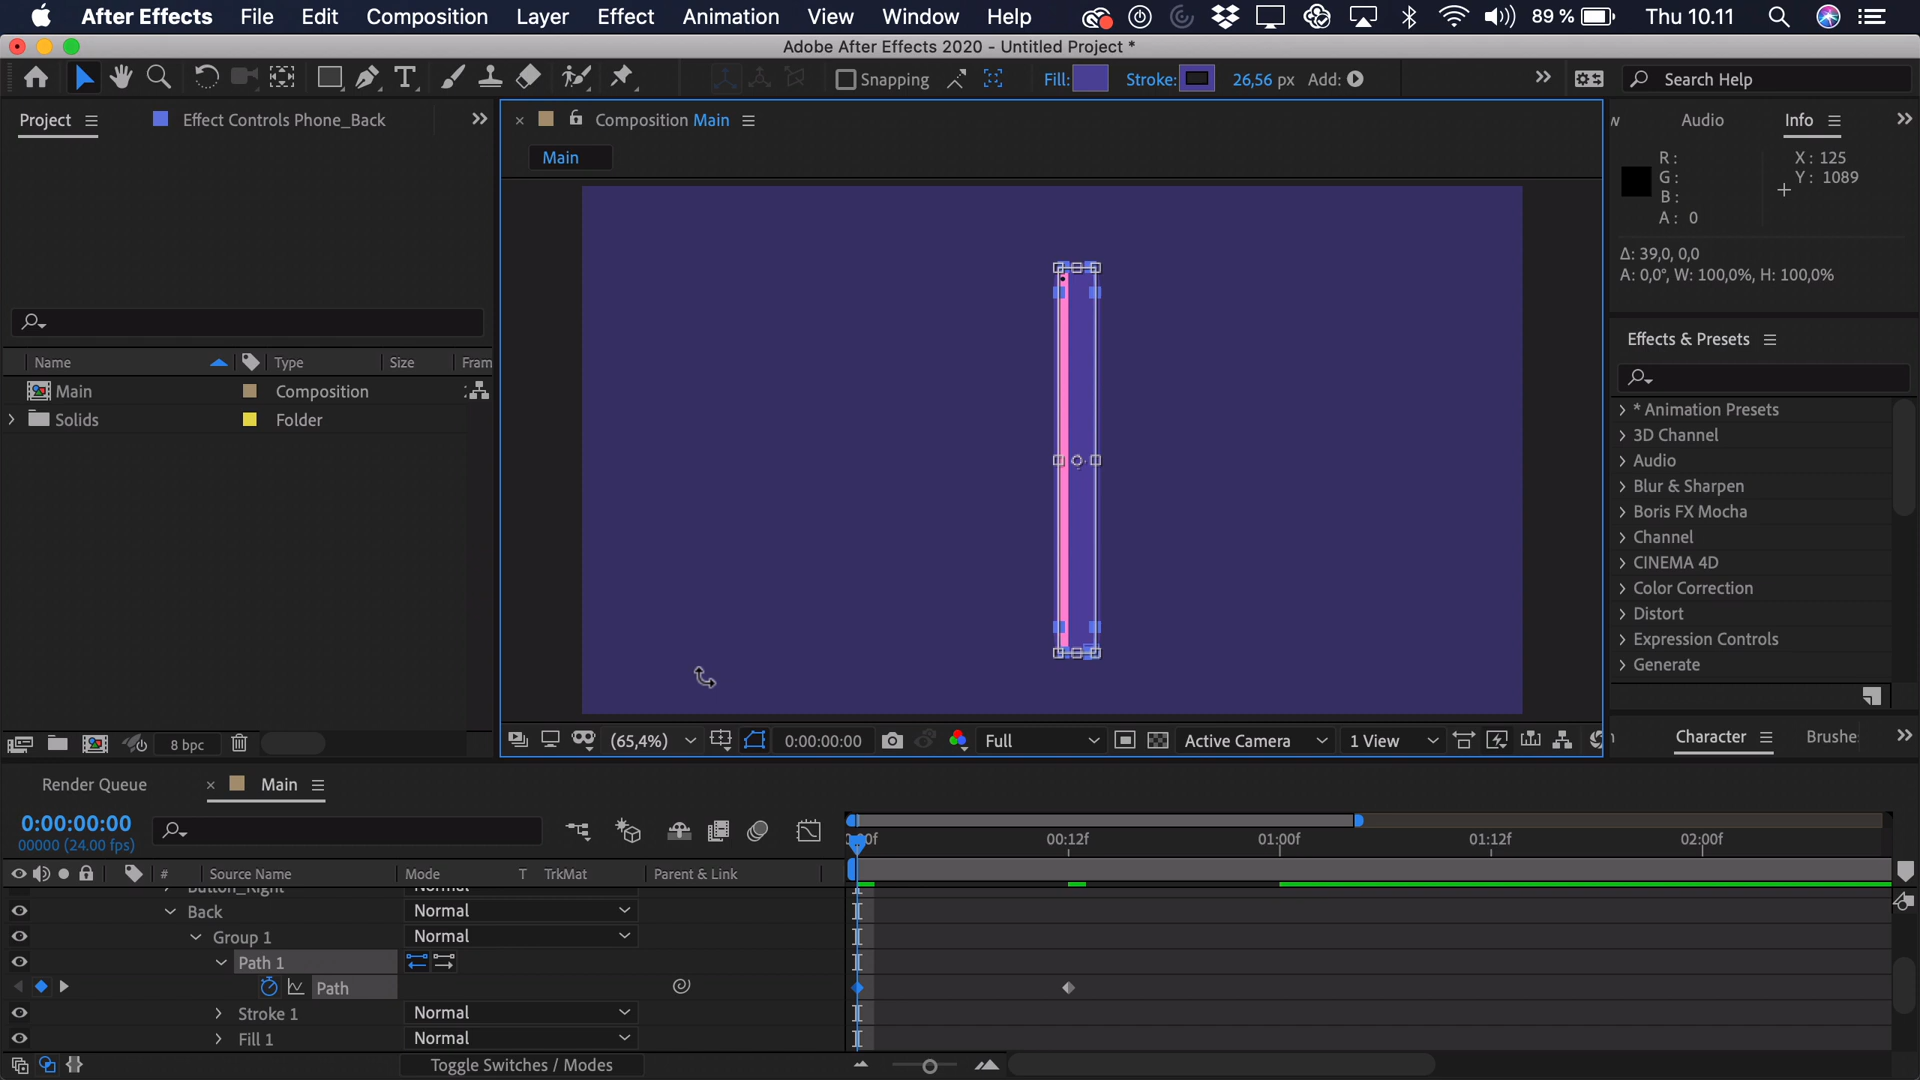 After Effects File Edit Composition Layer Effect Animation View Window Help 89 % Thu 10.11
Adobe After Effects 2020 - Untitled Project *
Snapping Fill: Stroke: 26,56 px Add: Search Help
Project Effect Controls Phone_Back
Composition Main
Main
Audio Info
R: X: 125
G: Y: 1089
B:
A: 0
Δ: 39,0, 0,0
A: 0,0°, W: 100,0%, H: 100,0%
Effects & Presets
* Animation Presets
3D Channel
Audio
Blur & Sharpen
Boris FX Mocha
Channel
CINEMA 4D
Color Correction
Distort
Expression Controls
Generate
Name Type Size Fram
Main Composition
Solids Folder
8 bpc
(65,4%) 0:00:00:00 Full Active Camera 1 View
Character Brushe
Render Queue Main
0:00:00:00
00000 (24.00 fps)
00f 00:12f 01:00f 01:12f 02:00f
# Source Name Mode T TrkMat Parent & Link
Button_Right Normal
Back Normal
Group 1 Normal
Path 1
Path
Stroke 1 Normal
Fill 1 Normal
Toggle Switches / Modes